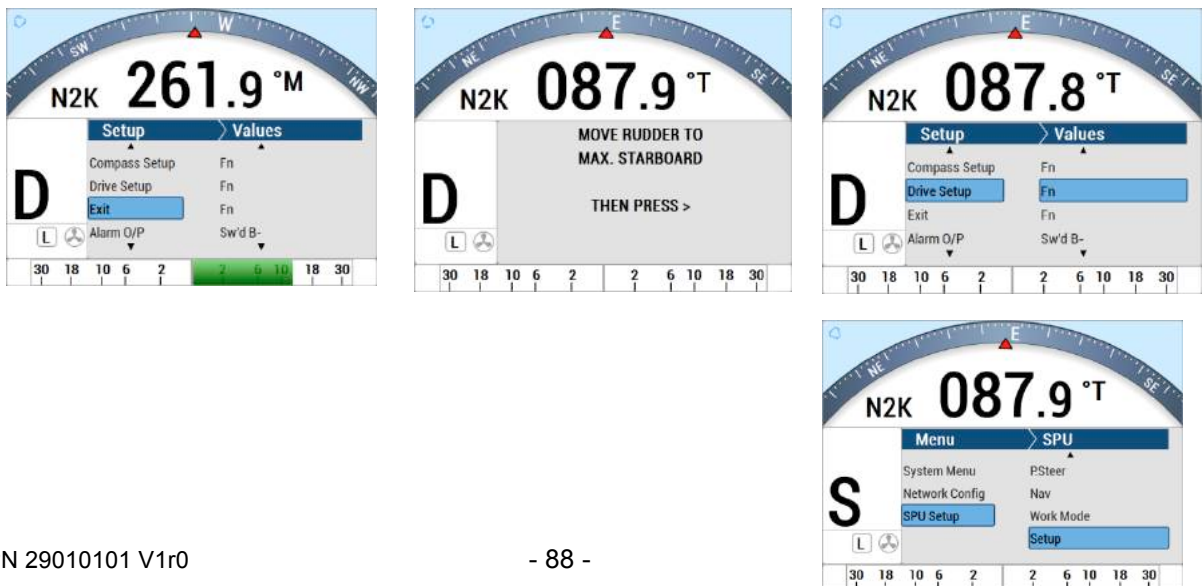 W
SW
NW
N2K 261.9 °M
Setup Values
Compass Setup Fn
Drive Setup Fn
Exit Fn
Alarm O/P Sw'd B-
D
L
30 18 10 6 2 2 6 10 18 30
E
NE
SE
N2K 087.9 °T
MOVE RUDDER TO
MAX. STARBOARD
THEN PRESS >
D
L
30 18 10 6 2 2 6 10 18 30
E
NE
SE
N2K 087.8 °T
Setup Values
Compass Setup Fn
Drive Setup Fn
Exit Fn
Alarm O/P Sw'd B-
D
L
30 18 10 6 2 2 6 10 18 30
E
NE
SE
N2K 087.9 °T
Menu SPU
System Menu P.Steer
Network Config Nav
SPU Setup Work Mode
Setup
S
L
30 18 10 6 2 2 6 10 18 30
N 29010101 V1r0 - 88 -